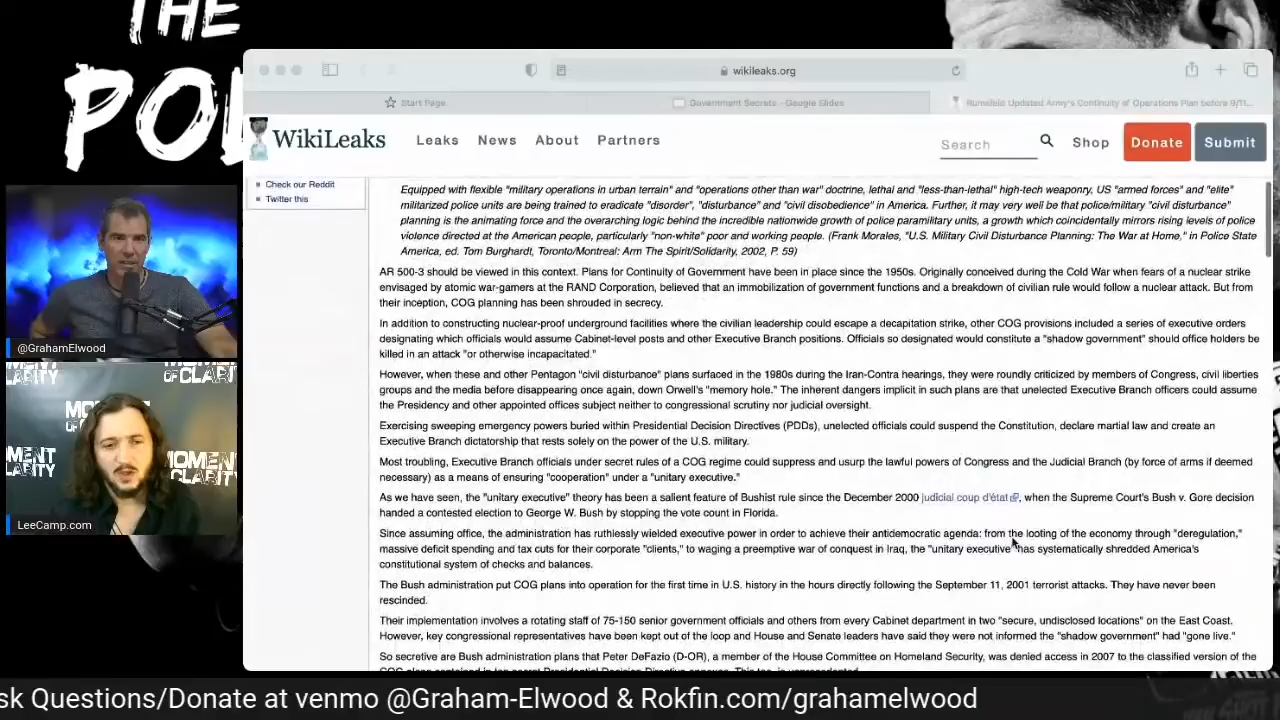 THE
wikileaks.org
Start Page
Government Secrets - Google Slides
Rumsfeld Updated Army's Continuity of Operations Plan before 9/11...
WikiLeaks
Leaks
News
About
Partners
Search
Shop
Donate
Submit
Check our Reddit
Twitter this
Equipped with flexible "military operations in urban terrain" and "operations other than war" doctrine, lethal and "less-than-lethal" high-tech weaponry, US "armed forces" and "elite"
militarized police units are being trained to eradicate "disorder", "disturbance" and "civil disobedience" in America. Further, it may very well be that police/military "civil disturbance"
planning is the animating force and the overarching logic behind the incredible nationwide growth of police paramilitary units, a growth which coincidentally mirrors rising levels of police
violence directed at the American people, particularly "non-white" poor and working people. (Frank Morales, "U.S. Military Civil Disturbance Planning: The War at Home," in Police State
America, ed. Tom Burghardt, Toronto/Montreal: Arm The Spirit/Solidarity, 2002, P. 59)
AR 500-3 should be viewed in this context. Plans for Continuity of Government have been in place since the 1950s. Originally conceived during the Cold War when fears of a nuclear strike
envisaged by atomic war-gamers at the RAND Corporation, believed that an immobilization of government functions and a breakdown of civilian rule would follow a nuclear attack. But from
their inception, COG planning has been shrouded in secrecy.
In addition to constructing nuclear-proof underground facilities where the civilian leadership could escape a decapitation strike, other COG provisions included a series of executive orders
designating which officials would assume Cabinet-level posts and other Executive Branch positions. Officials so designated would constitute a "shadow government" should office holders be
killed in an attack "or otherwise incapacitated."
However, when these and other Pentagon "civil disturbance" plans surfaced in the 1980s during the Iran-Contra hearings, they were roundly criticized by members of Congress, civil liberties
groups and the media before disappearing once again, down Orwell's "memory hole." The inherent dangers implicit in such plans are that unelected Executive Branch officers could assume
the Presidency and other appointed offices subject neither to congressional scrutiny nor judicial oversight.
Exercising sweeping emergency powers buried within Presidential Decision Directives (PDDs), unelected officials could suspend the Constitution, declare martial law and create an
Executive Branch dictatorship that rests solely on the power of the U.S. military.
Most troubling, Executive Branch officials under secret rules of a COG regime could suppress and usurp the lawful powers of Congress and the Judicial Branch (by force of arms if deemed
necessary) as a means of ensuring "cooperation" under a "unitary executive."
As we have seen, the "unitary executive" theory has been a salient feature of Bushist rule since the December 2000 judicial coup d'état, when the Supreme Court's Bush v. Gore decision
handed a contested election to George W. Bush by stopping the vote count in Florida.
Since assuming office, the administration has ruthlessly wielded executive power in order to achieve their antidemocratic agenda: from the looting of the economy through "deregulation,"
massive deficit spending and tax cuts for their corporate "clients," to waging a preemptive war of conquest in Iraq, the "unitary executive" has systematically shredded America's
constitutional system of checks and balances.
The Bush administration put COG plans into operation for the first time in U.S. history in the hours directly following the September 11, 2001 terrorist attacks. They have never been
rescinded.
Their implementation involves a rotating staff of 75-150 senior government officials and others from every Cabinet department in two "secure, undisclosed locations" on the East Coast.
However, key congressional representatives have been kept out of the loop and House and Senate leaders have said they were not informed the "shadow government" had "gone live."
So secretive are Bush administration plans that Peter DeFazio (D-OR), a member of the House Committee on Homeland Security, was denied access in 2007 to the classified version of the
@GrahamElwood
MOMENT
OF CLARITY
LeeCamp.com
sk Questions/Donate at venmo @Graham-Elwood & Rokfin.com/grahamelwood